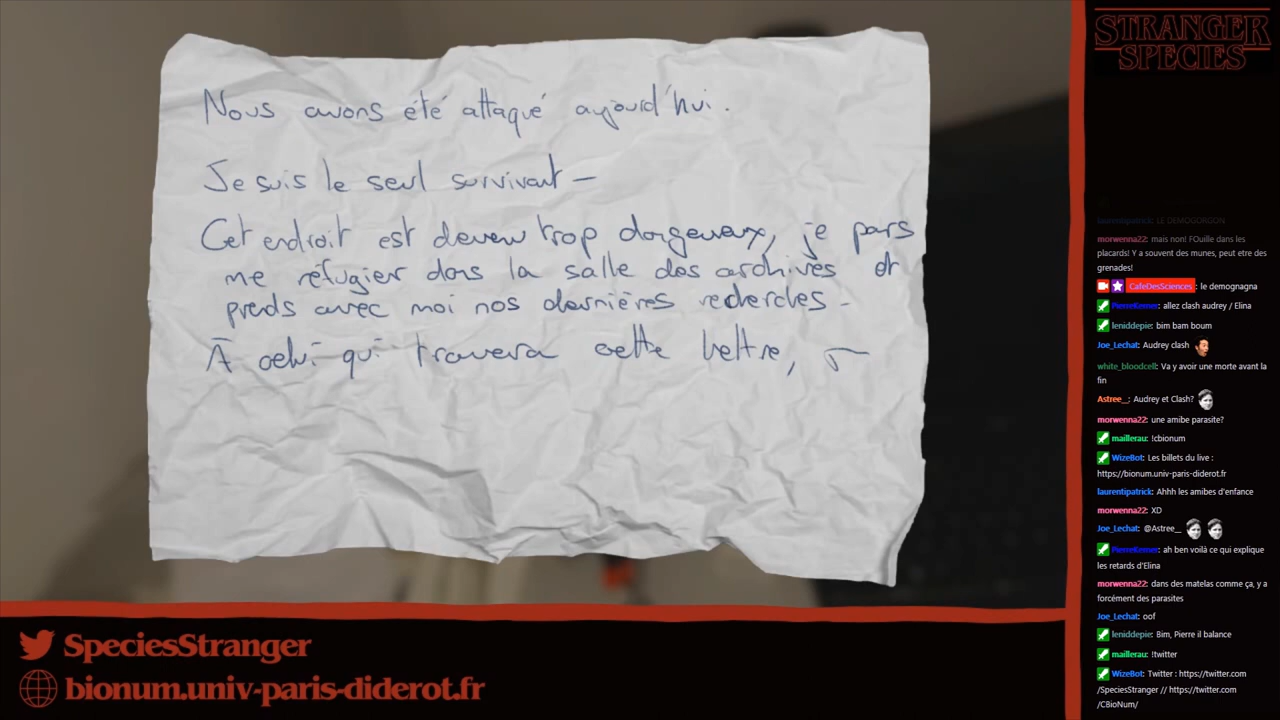 Nous avons été attaqué aujourd'hui.
Je suis le seul survivant -
Cet endroit est devenu trop dangereux, je pars
me réfugier dans la salle des archives et
prends avec moi nos dernières recherches -
À celui qui trouvera cette lettre,
SpeciesStranger
bionum.univ-paris-diderot.fr
STRANGER
SPECIES
laurentipatrick: LE DEMOGORGON
morwenna22: mais non! FOuille dans les
placards! Y a souvent des munes, peut etre des
grenades!
CafeDesSciences : le demognagna
PierreKerner: allez clash audrey / Elina
leniddepie: bim bam boum
Joe_Lechat: Audrey clash
white_bloodcell: Va y avoir une morte avant la
fin
Astree__: Audrey et Clash?
morwenna22: une amibe parasite?
maillerau: !cbionum
WizeBot: Les billets du live :
https://bionum.univ-paris-diderot.fr
laurentipatrick: Ahhh les amibes d'enfance
morwenna22: XD
Joe_Lechat: @Astree__
PierreKerner: ah ben voilà ce qui explique
les retards d'Elina
morwenna22: dans des matelas comme ça, y a
forcément des parasites
Joe_Lechat: oof
leniddepie: Bim, Pierre il balance
maillerau: !twitter
WizeBot: Twitter : https://twitter.com
/SpeciesStranger // https://twitter.com
/CBioNum/